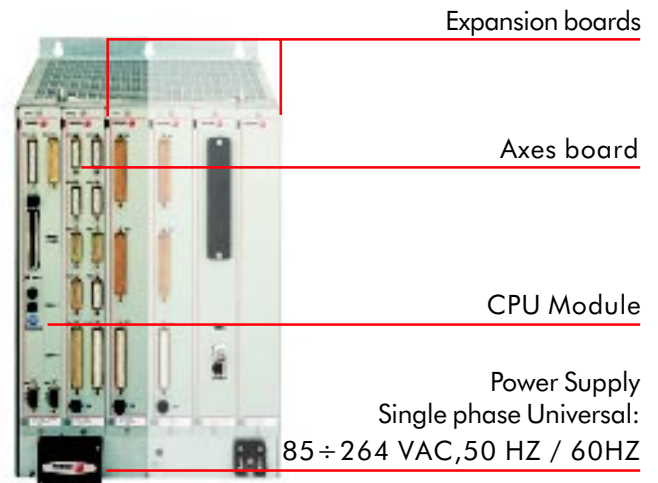 Expansion boards
Axes board
CPU Module
Power Supply
Single phase Universal:
85÷264 VAC,50 HZ / 60HZ